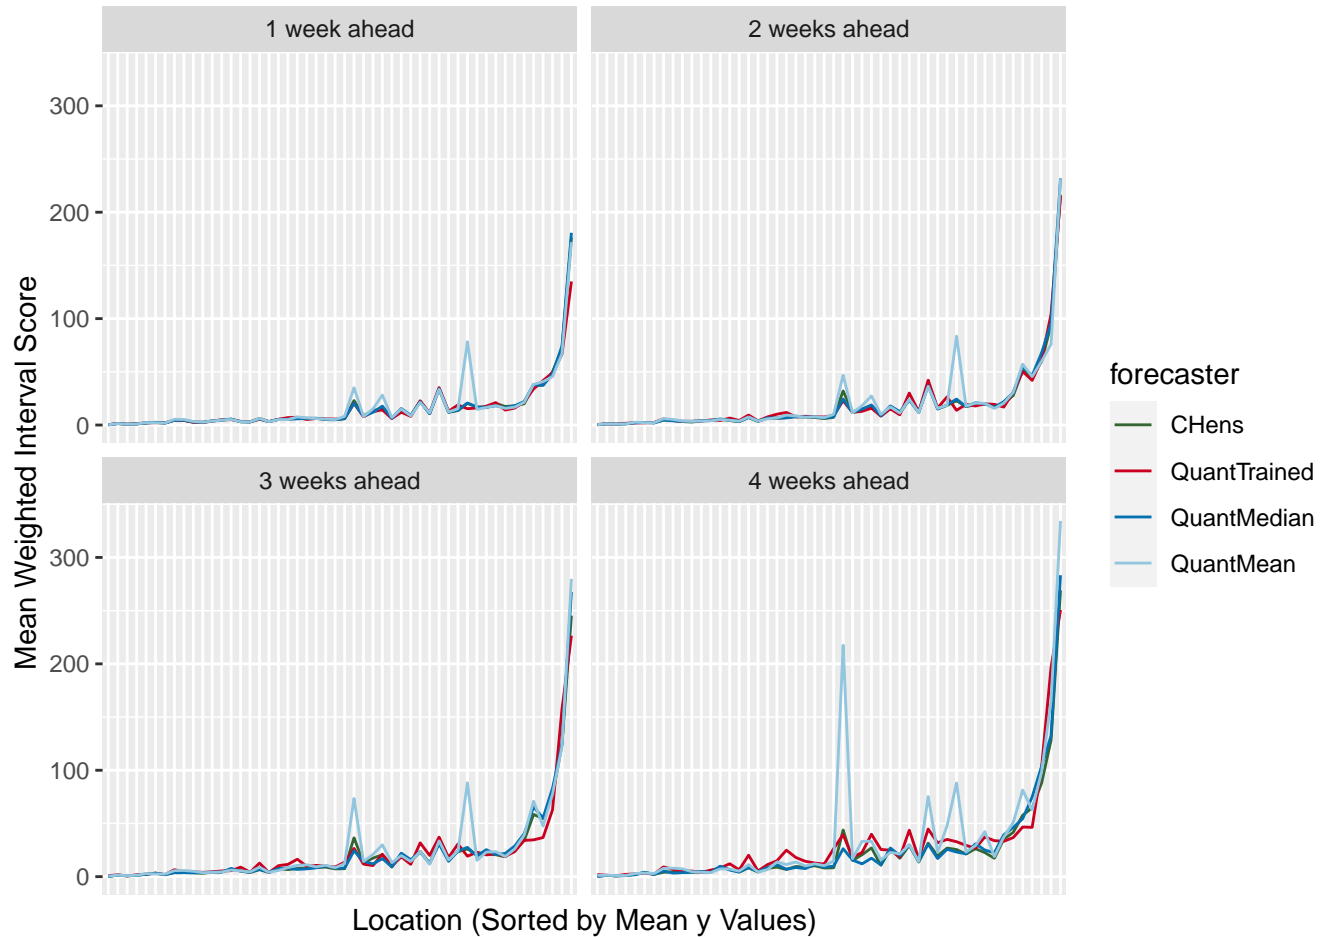 1 week ahead
2 weeks ahead
300
200
100
0
3 weeks ahead
4 weeks ahead
300
200
100
0
Mean Weighted Interval Score
Location (Sorted by Mean y Values)
forecaster
CHens
QuantTrained
QuantMedian
QuantMean